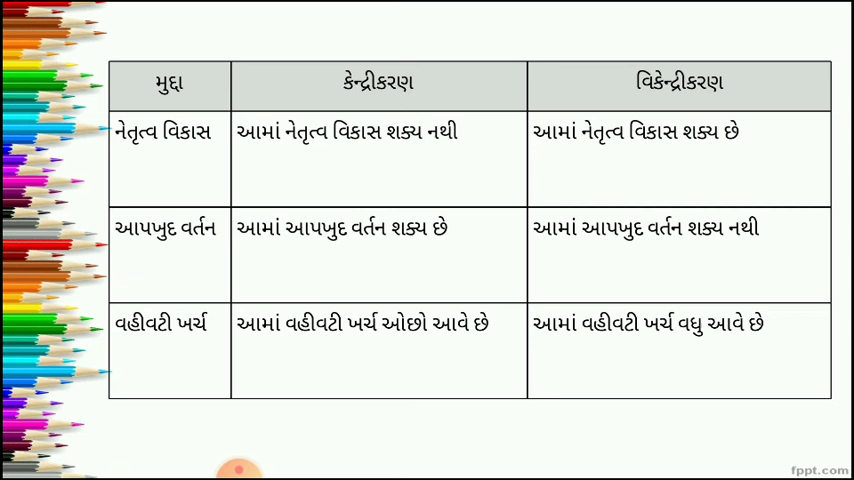 મુદ્દા કેન્દ્રીકરણ વિકેન્દ્રીકરણ
નેતૃત્વ વિકાસ આમાં નેતૃત્વ વિકાસ શક્ય નથી આમાં નેતૃત્વ વિકાસ શક્ય છે
આપખુદ વર્તન આમાં આપખુદ વર્તન શક્ય છે આમાં આપખુદ વર્તન શક્ય નથી
વહીવટી ખર્ચ આમાં વહીવટી ખર્ચ ઓછો આવે છે આમાં વહીવટી ખર્ચ વધુ આવે છે
fppt.com